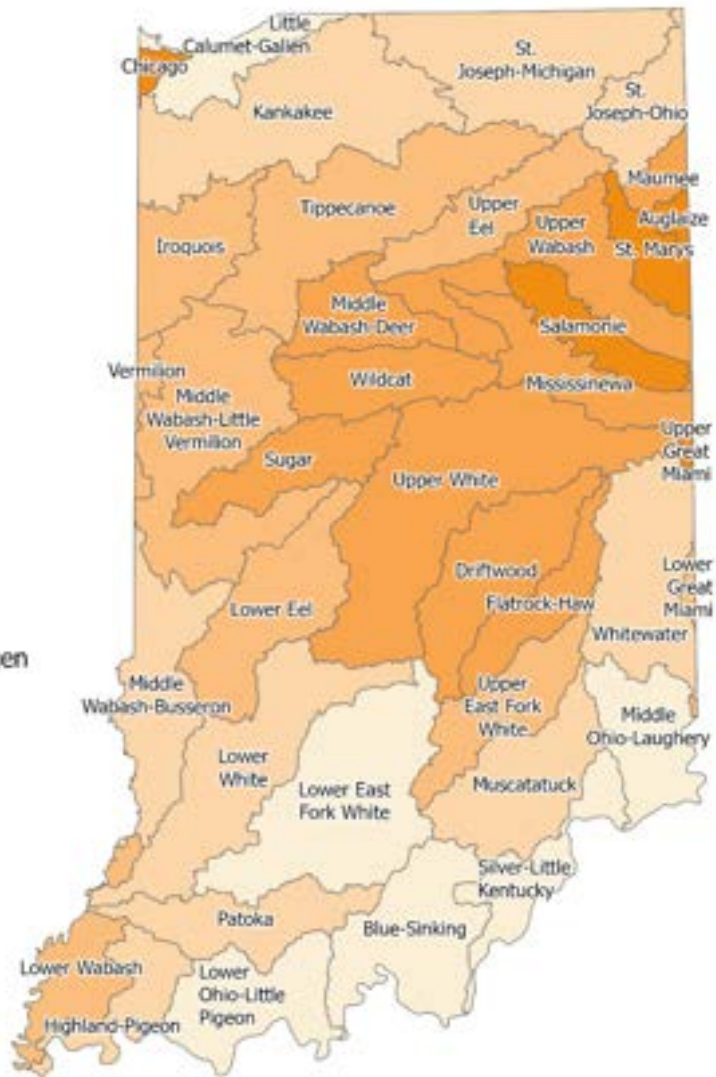 Little
Calumet-Galien
Chicago
St.
Joseph-Michigan
St.
Joseph-Ohio
Kankakee
Maumee
Tippecanoe
Upper
Eel
Upper
Wabash
Auglaize
St. Marys
Iroquois
Middle
Wabash-Deer
Salamonie
Vermilion
Wildcat
Mississinewa
Middle
Wabash-Little
Vermilion
Upper
Great
Miami
Sugar
Upper White
Driftwood
Lower
Great
Miami
Flatrock-Haw
Lower Eel
Whitewater
en
Middle
Wabash-Busseron
Upper
East Fork
White
Middle
Ohio-Laughery
Lower
White
Lower East
Fork White
Muscatatuck
Silver-Little
Kentucky
Patoka
Blue-Sinking
Lower Wabash
Lower
Ohio-Little
Pigeon
Highland-Pigeon